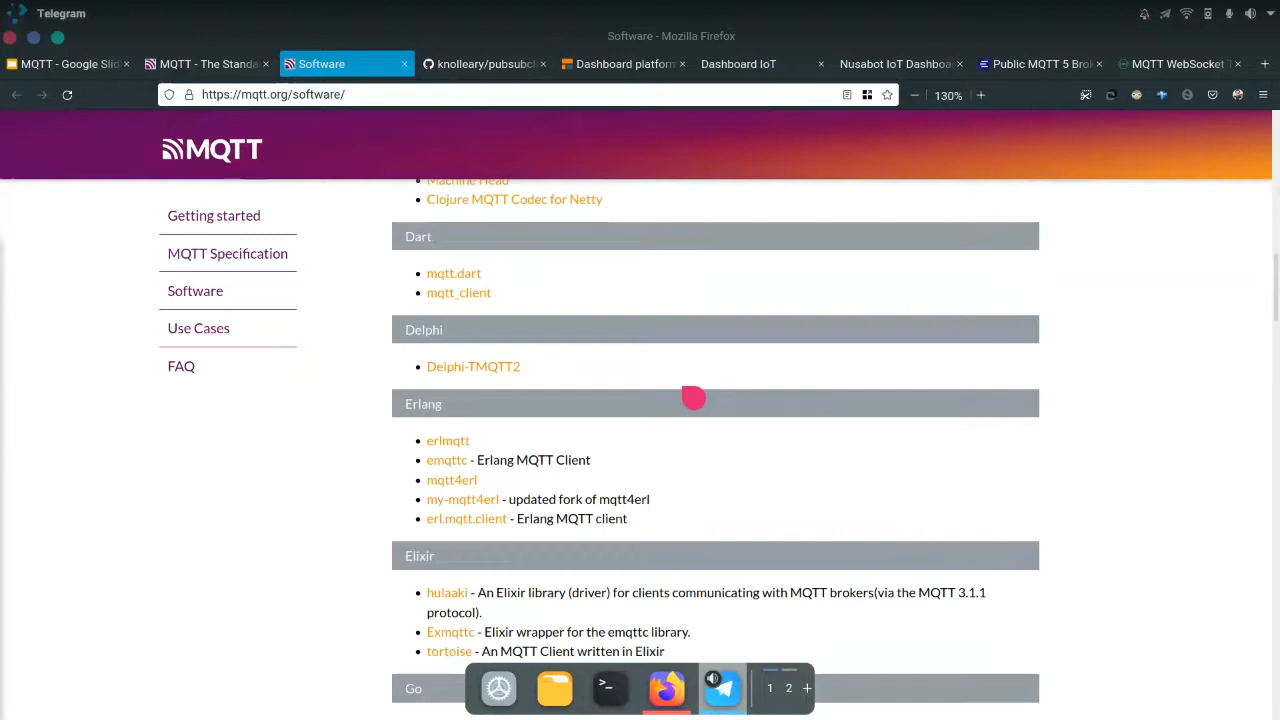 Telegram
Software - Mozilla Firefox
MQTT - Google Slid
MQTT - The Standa
Software
knolleary/pubsubcl
Dashboard platform
Dashboard IoT
Nusabot IoT Dashboa
Public MQTT 5 Bro
MQTT WebSocket T
https://mqtt.org/software/
130%
MQTT
Getting started
MQTT Specification
Software
Use Cases
FAQ
Machine Head
Clojure MQTT Codec for Netty
Dart
mqtt.dart
mqtt_client
Delphi
Delphi-TMQTT2
Erlang
erlmqtt
emqttc - Erlang MQTT Client
mqtt4erl
my-mqtt4erl - updated fork of mqtt4erl
erl.mqtt.client - Erlang MQTT client
Elixir
hulaaki - An Elixir library (driver) for clients communicating with MQTT brokers(via the MQTT 3.1.1
protocol).
Exmqttc - Elixir wrapper for the emqttc library.
tortoise - An MQTT Client written in Elixir
Go
1 2 +